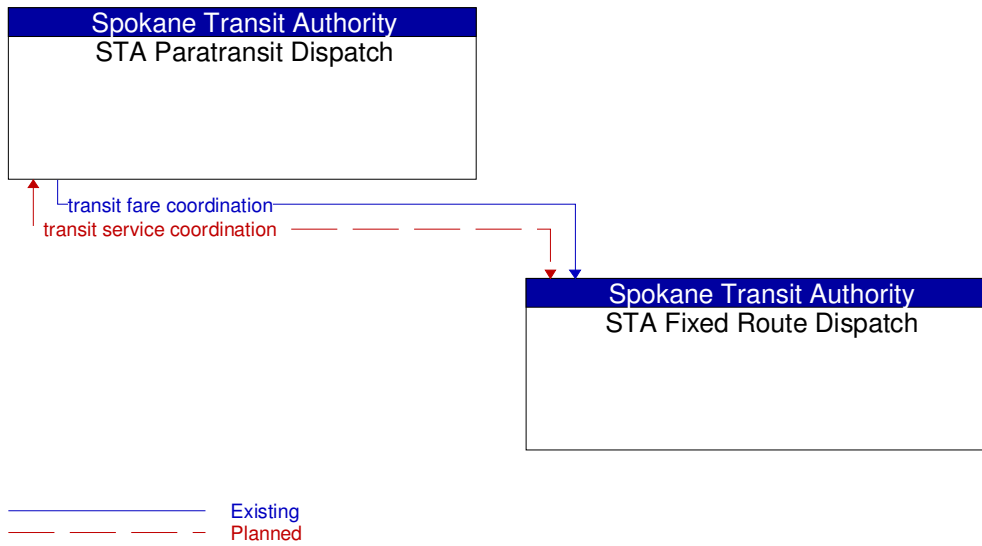 Spokane Transit Authority
STA Paratransit Dispatch
transit fare coordination
transit service coordination
Spokane Transit Authority
STA Fixed Route Dispatch
Existing
Planned